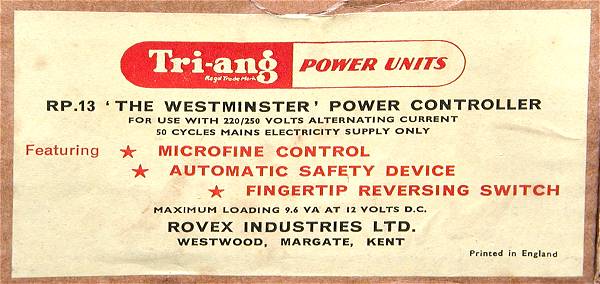 Tri-ang POWER UNITS
Regd Trade Mark
RP.13 'THE WESTMINSTER' POWER CONTROLLER
FOR USE WITH 220/250 VOLTS ALTERNATING CURRENT
50 CYCLES MAINS ELECTRICITY SUPPLY ONLY
Featuring ★ MICROFINE CONTROL
★ AUTOMATIC SAFETY DEVICE
★ FINGERTIP REVERSING SWITCH
MAXIMUM LOADING 9.6 VA AT 12 VOLTS D.C.
ROVEX INDUSTRIES LTD.
WESTWOOD, MARGATE, KENT
Printed in England